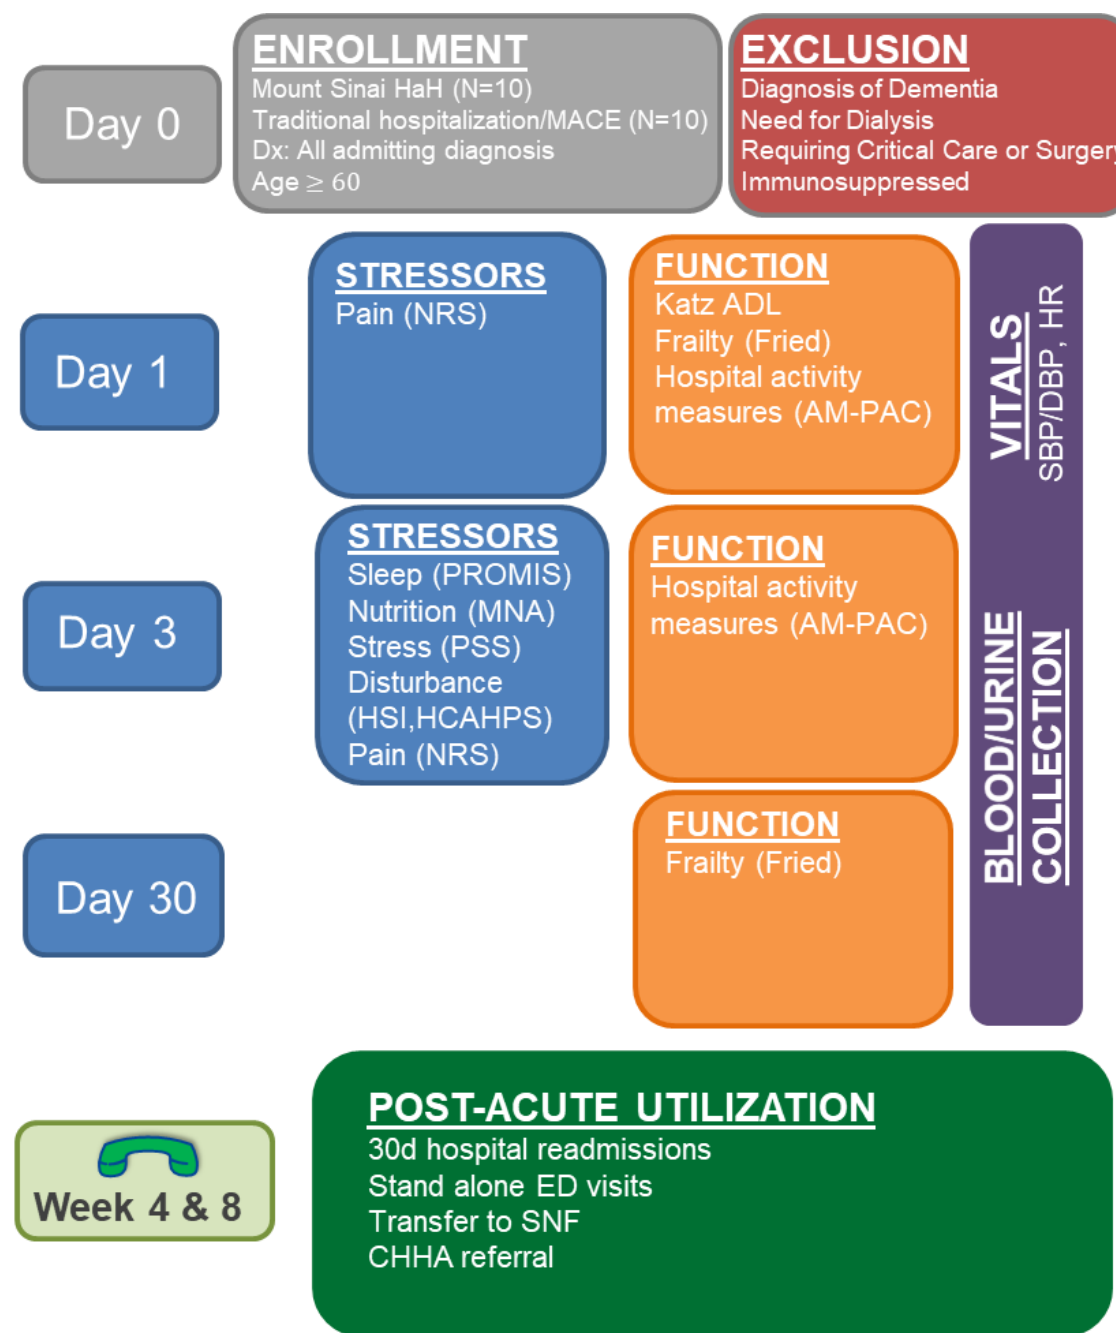 Day 0
ENROLLMENT
Mount Sinai HaH (N=10)
Traditional hospitalization/MACE (N=10)
Dx: All admitting diagnosis
Age ≥ 60
EXCLUSION
Diagnosis of Dementia
Need for Dialysis
Requiring Critical Care or Surgery
Immunosuppressed
Day 1
STRESSORS
Pain (NRS)
FUNCTION
Katz ADL
Frailty (Fried)
Hospital activity
measures (AM-PAC)
VITALS
SBP/DBP, HR
Day 3
STRESSORS
Sleep (PROMIS)
Nutrition (MNA)
Stress (PSS)
Disturbance
(HSI,HCAHPS)
Pain (NRS)
FUNCTION
Hospital activity
measures (AM-PAC)
BLOOD/URINE
COLLECTION
Day 30
FUNCTION
Frailty (Fried)
Week 4 & 8
POST-ACUTE UTILIZATION
30d hospital readmissions
Stand alone ED visits
Transfer to SNF
CHHA referral